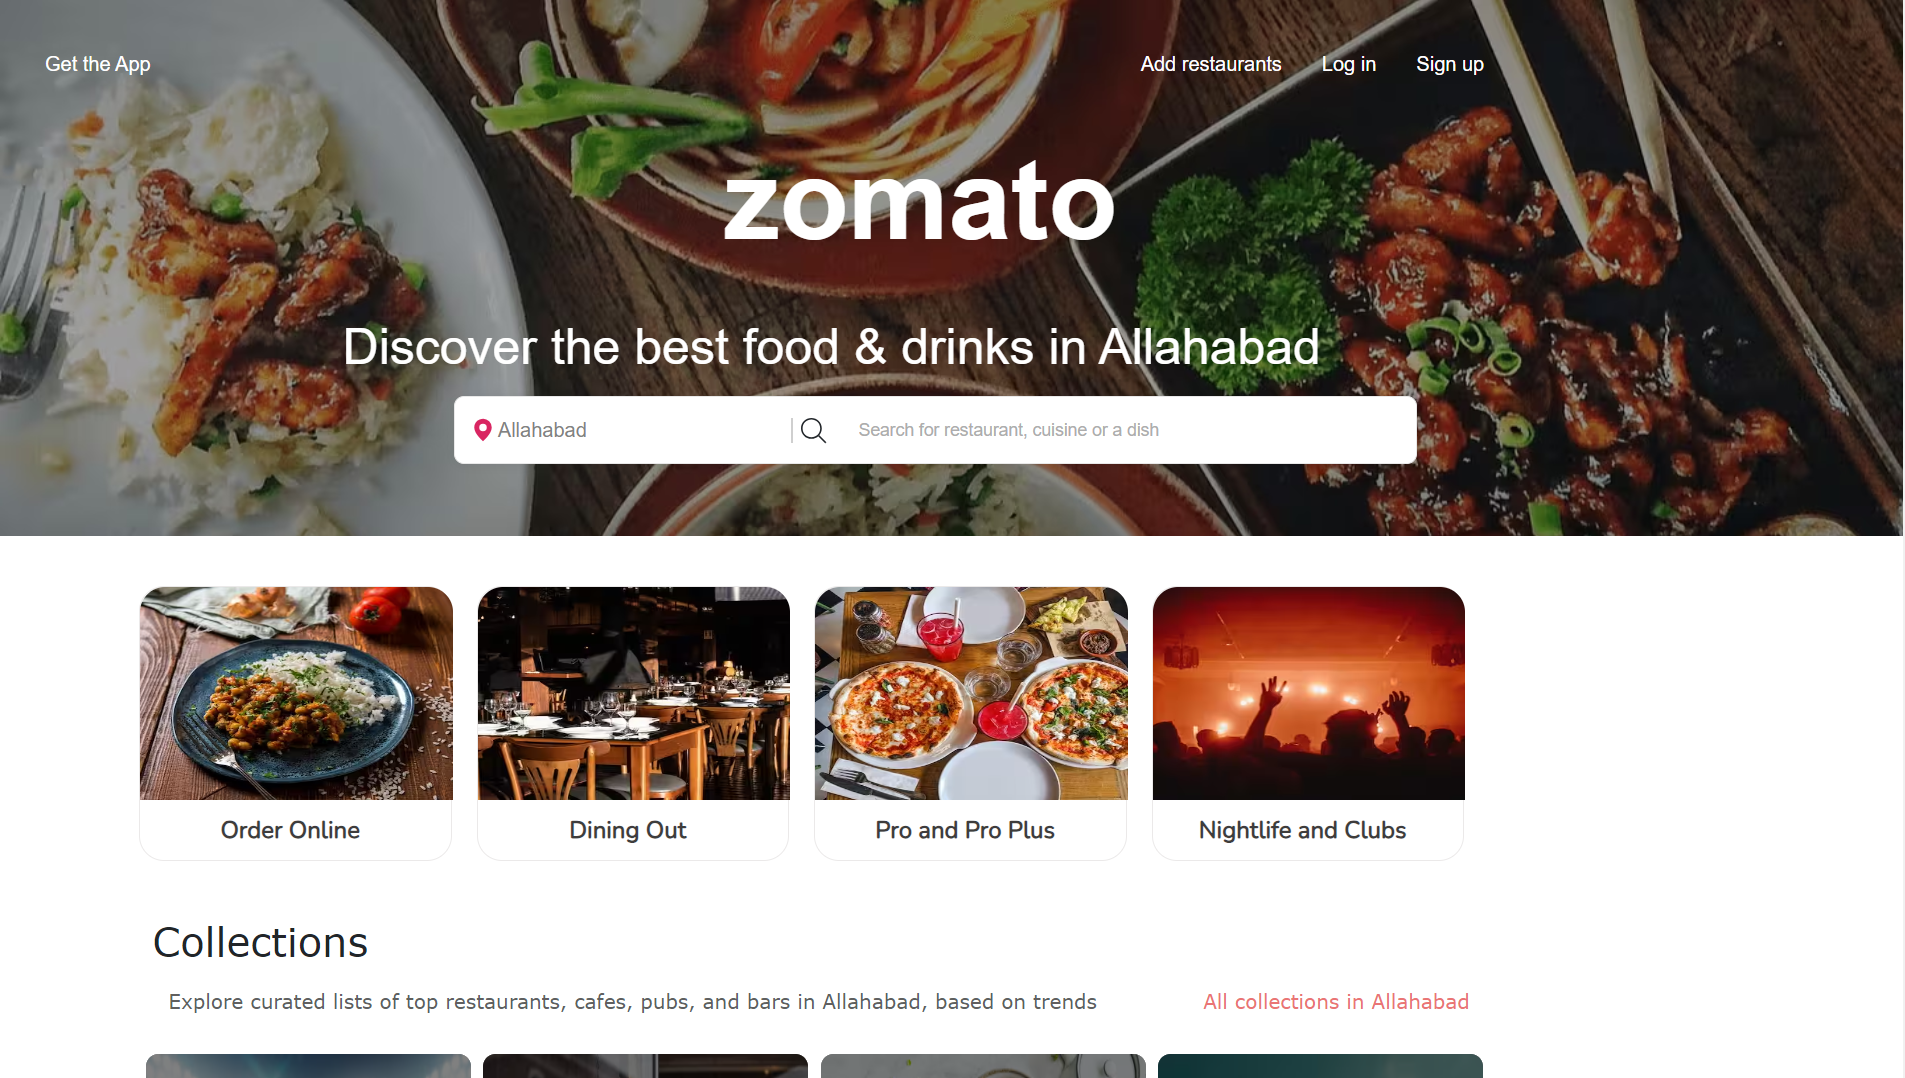 Get the App
Add restaurants
Log in
Sign up
zomato
Discover the best food & drinks in Allahabad
Allahabad
Search for restaurant, cuisine or a dish
Order Online
Dining Out
Pro and Pro Plus
Nightlife and Clubs
Collections
Explore curated lists of top restaurants, cafes, pubs, and bars in Allahabad, based on trends
All collections in Allahabad